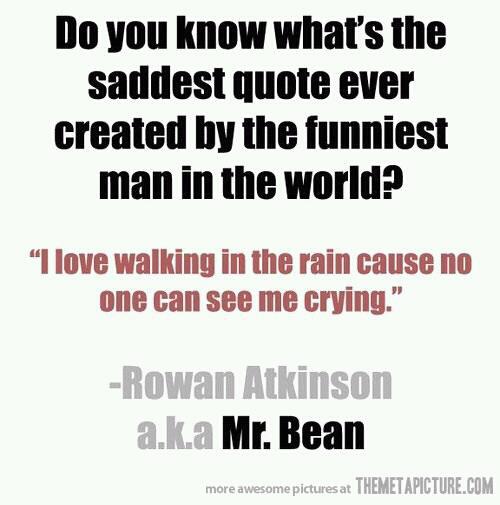 Do you know what's the
saddest quote ever
created by the funniest
man in the world?
“I love walking in the rain cause no
one can see me crying.”
-Rowan Atkinson
a.k.a Mr. Bean
more awesome pictures at THEMETAPICTURE.COM